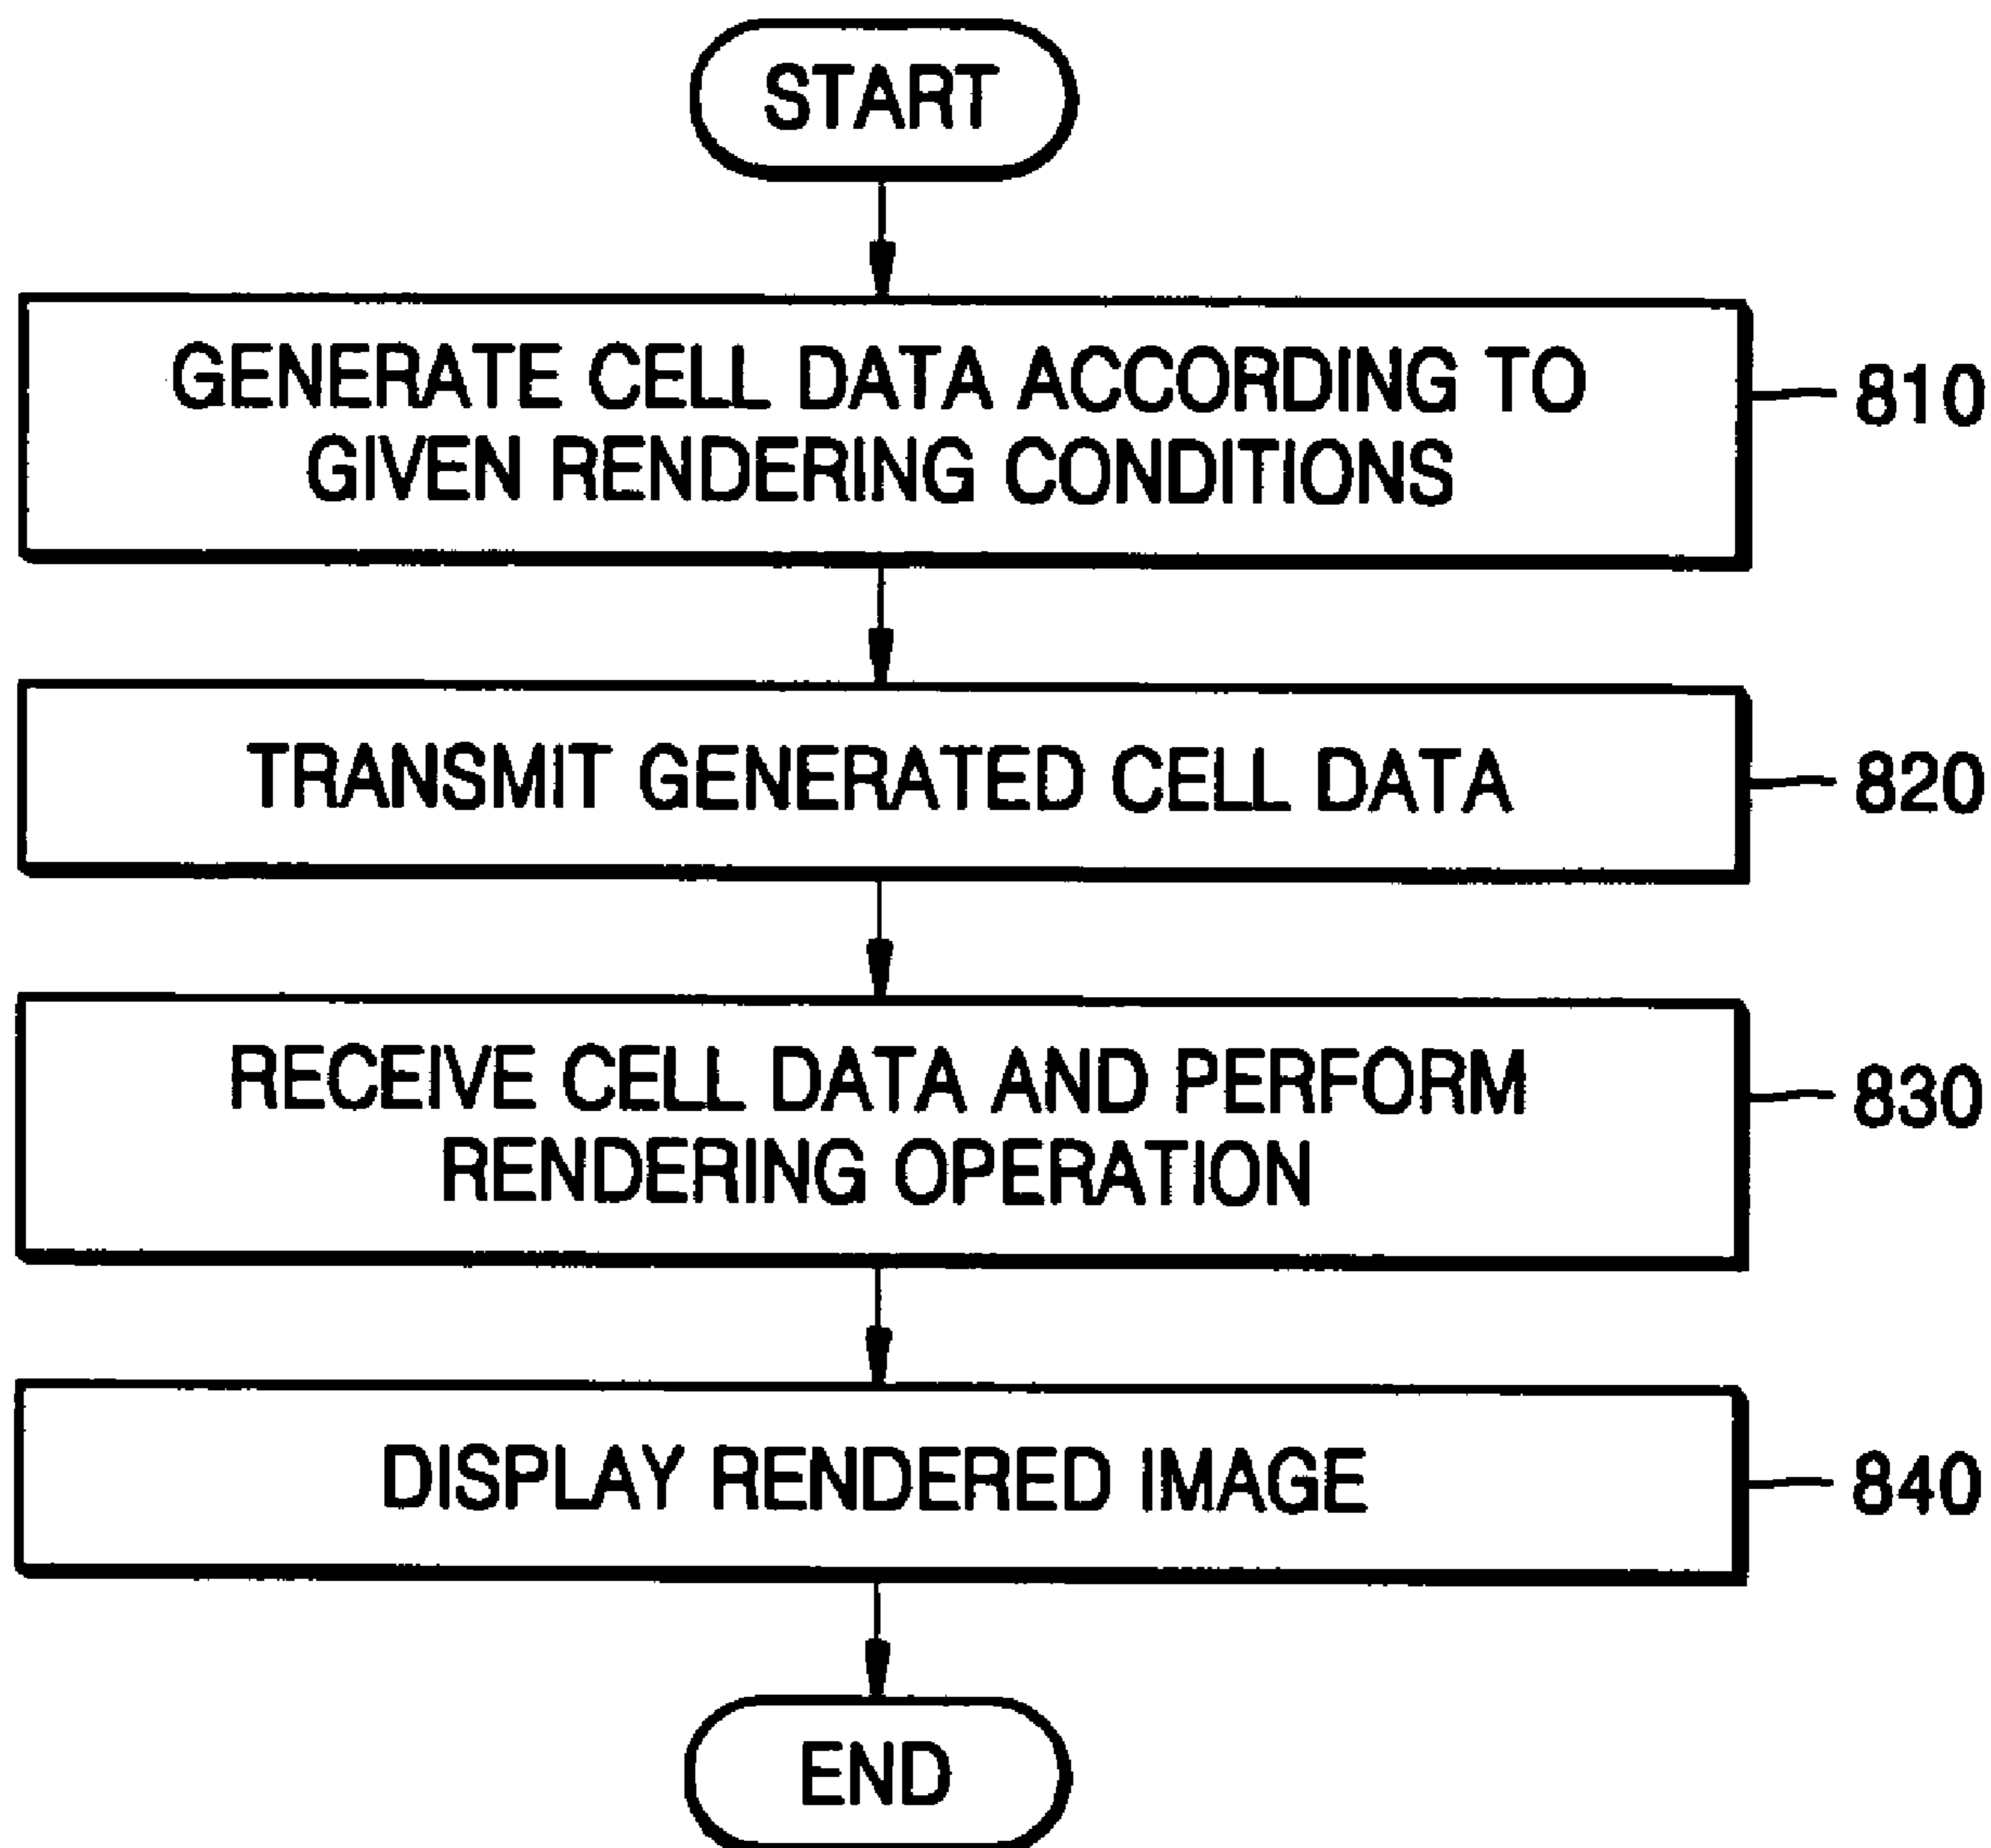 START
GENERATE CELL DATA ACCORDING TO
GIVEN RENDERING CONDITIONS
810
TRANSMIT GENERATED CELL DATA
820
RECEIVE CELL DATA AND PERFORM
RENDERING OPERATION
830
DISPLAY RENDERED IMAGE
840
END